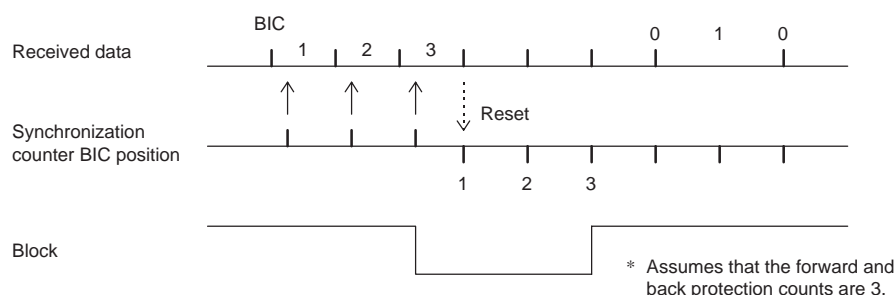 BIC
Received data
1 2 3 0 1 0
Reset
Synchronization
counter BIC position
1 2 3
Block
* Assumes that the forward and
back protection counts are 3.